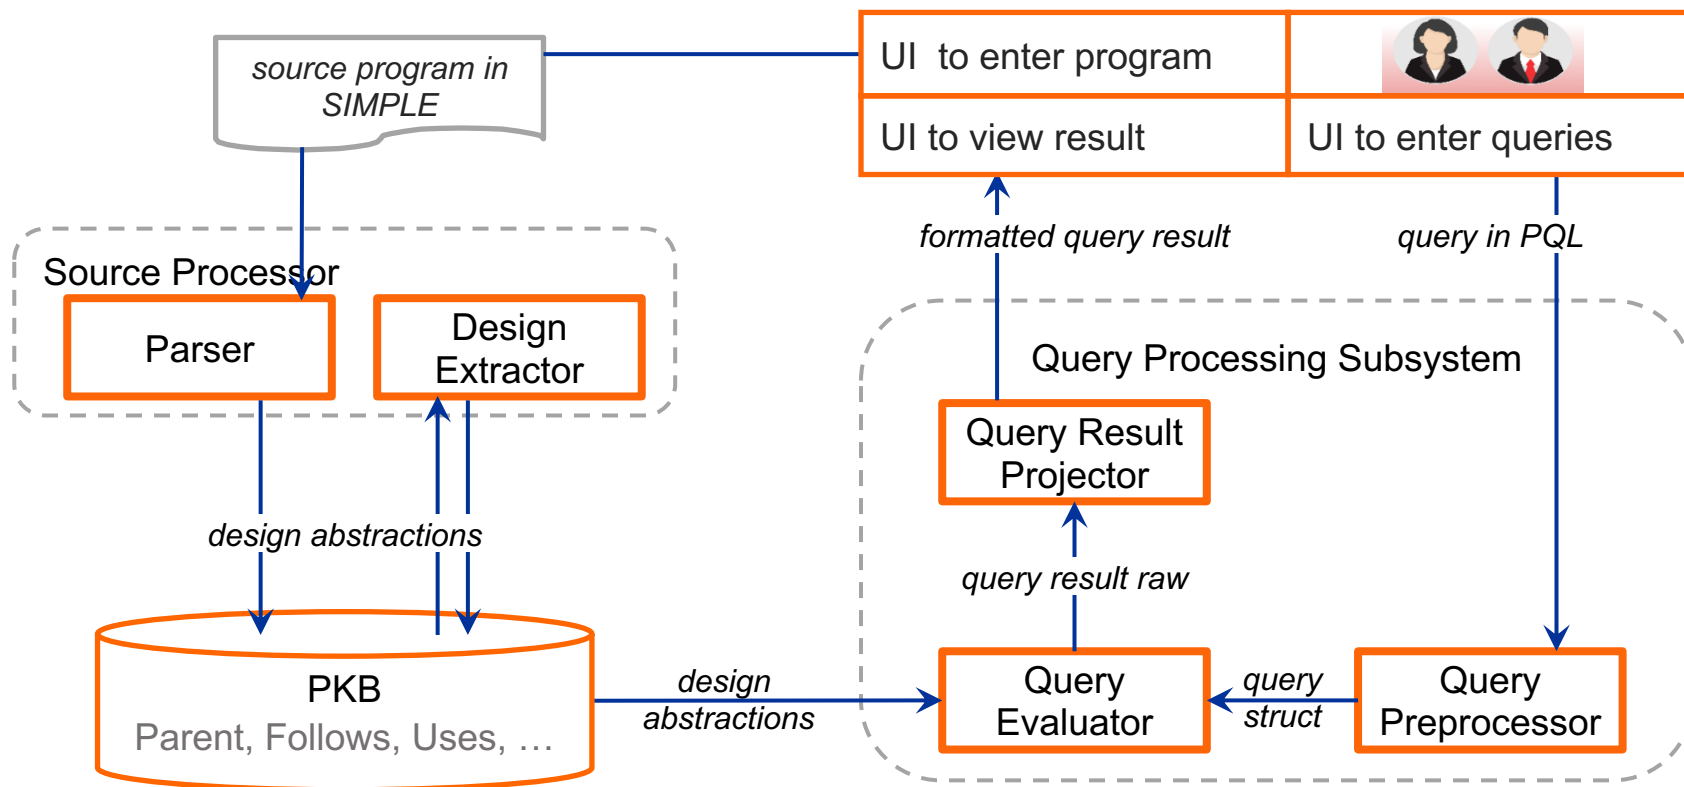 source program in
SIMPLE
UI to enter program
UI to view result
UI to enter queries
formatted query result
query in PQL
Source Processor
Parser
Design
Extractor
Query Processing Subsystem
Query Result
Projector
design abstractions
query result raw
PKB
Parent, Follows, Uses, …
design
abstractions
Query
Evaluator
query
struct
Query
Preprocessor